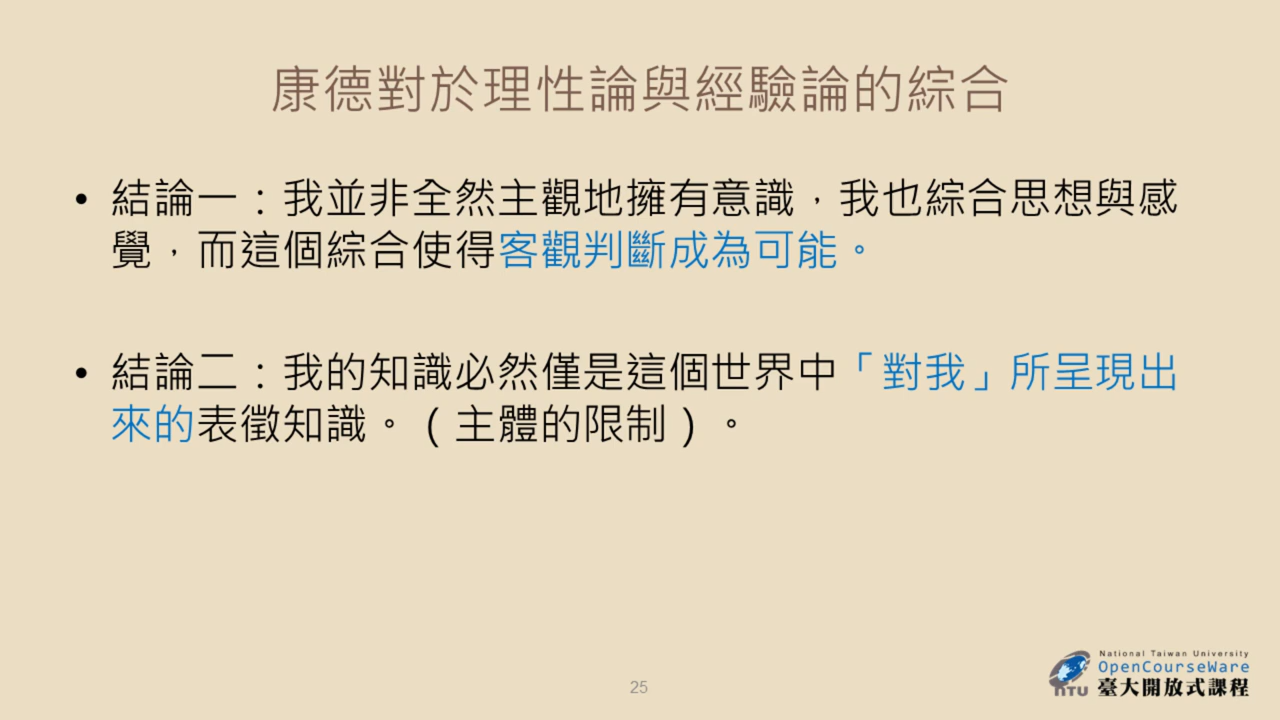 康德對於理性論與經驗論的綜合
• 結論一：我並非全然主觀地擁有意識，我也綜合思想與感
覺，而這個綜合使得客觀判斷成為可能。
• 結論二：我的知識必然僅是這個世界中「對我」所呈現出
來的表徵知識。（主體的限制）。
25
National Taiwan University
OpenCourseWare
臺大開放式課程
NTU